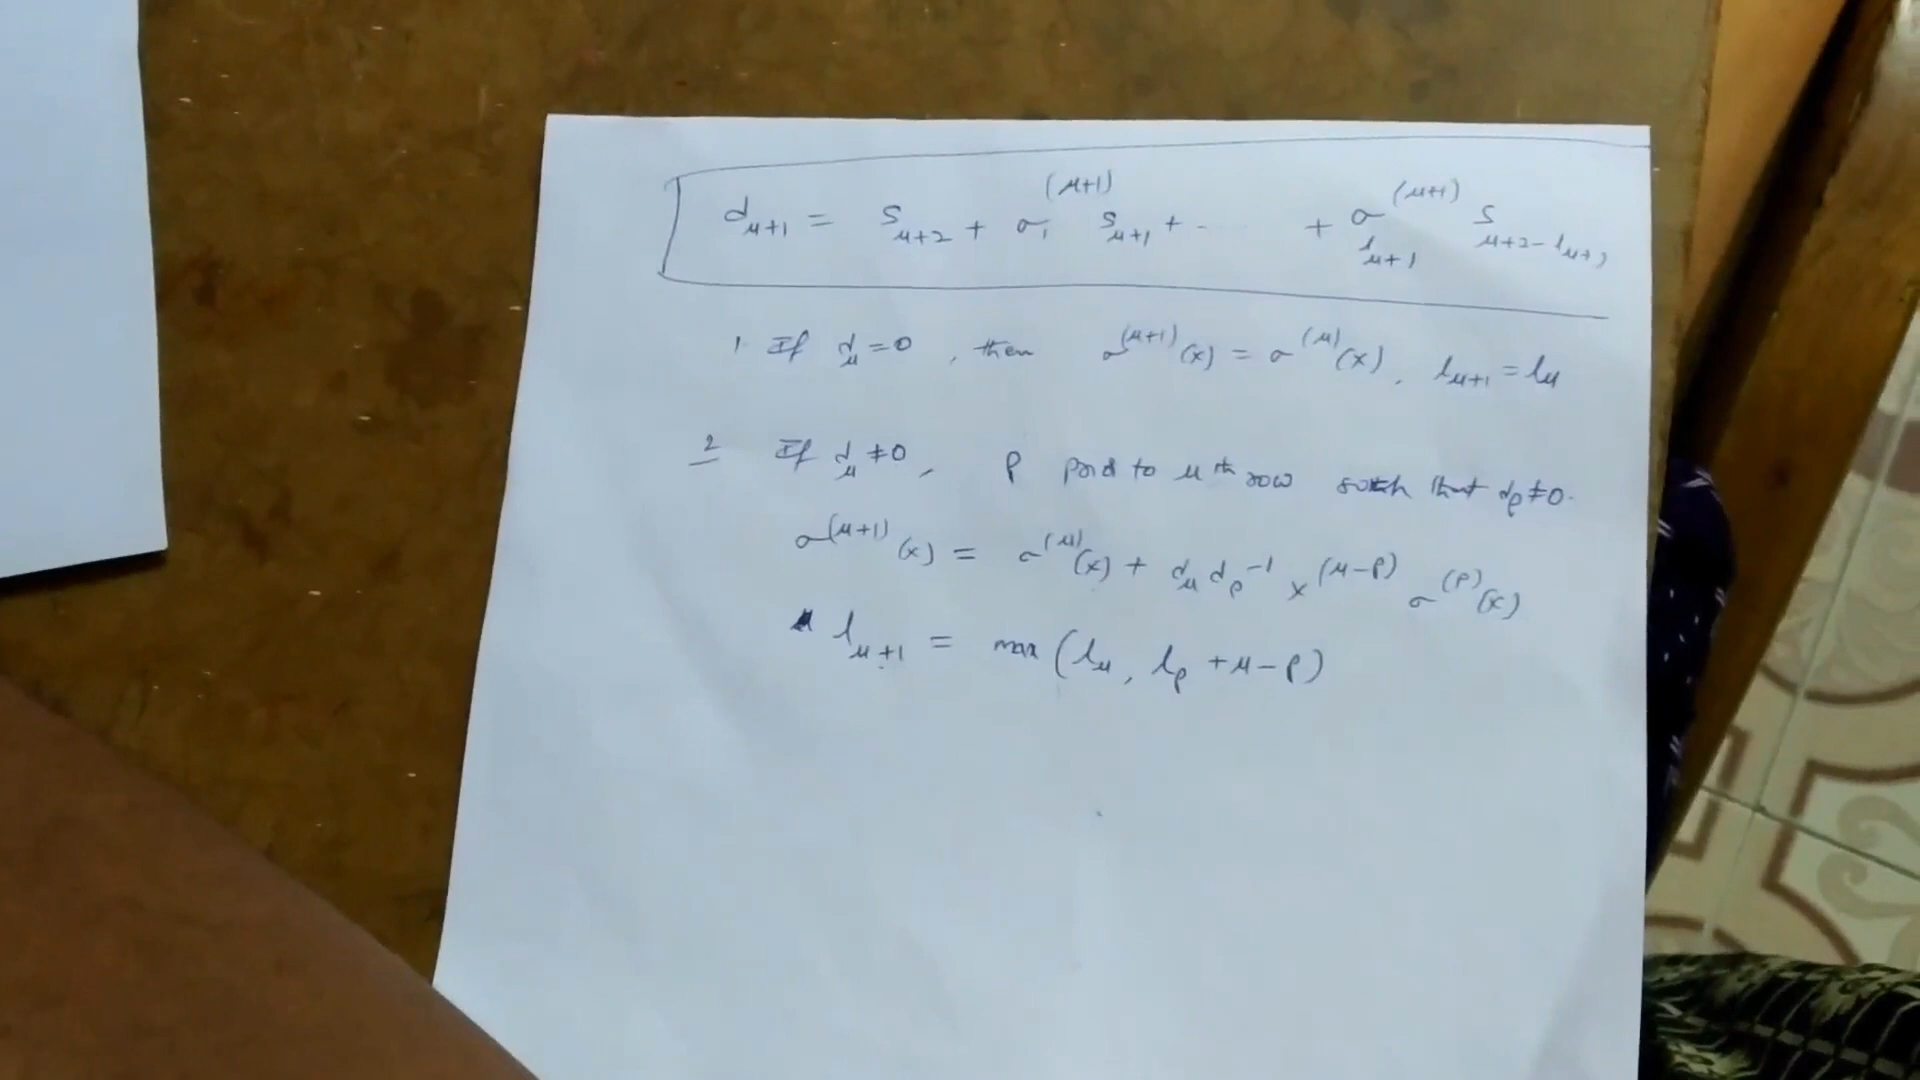 d_{μ+1} = S_{μ+2} + σ_1^{(μ+1)} S_{μ+1} + - ... + σ_{l_{μ+1}}^{(μ+1)} S_{μ+2-l_{μ+1}}
1. If d_μ = 0, then σ^{(μ+1)}(x) = σ^{(μ)}(x), l_{μ+1} = l_μ
2 If d_μ ≠ 0, ρ prior to μ th row such that d_ρ ≠ 0.
σ^{(μ+1)}(x) = σ^{(μ)}(x) + d_μ d_ρ^{-1} x^{(μ-ρ)} σ^{(ρ)}(x)
l_{μ+1} = max(l_μ, l_ρ + μ - ρ)